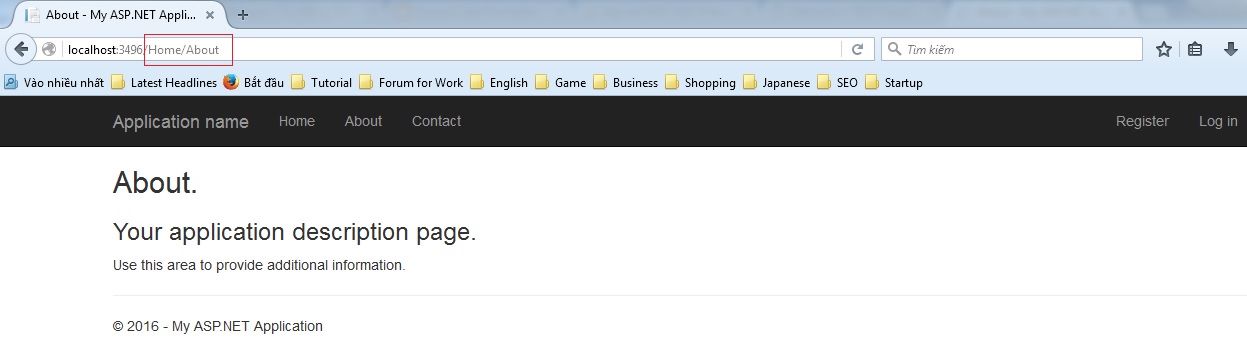 About - My ASP.NET Appli...
localhost:3496/Home/About
Tìm kiếm
Vào nhiều nhất Latest Headlines Bắt đầu Tutorial Forum for Work English Game Business Shopping Japanese SEO Startup
Application name Home About Contact Register Log in
About.
Your application description page.
Use this area to provide additional information.
© 2016 - My ASP.NET Application